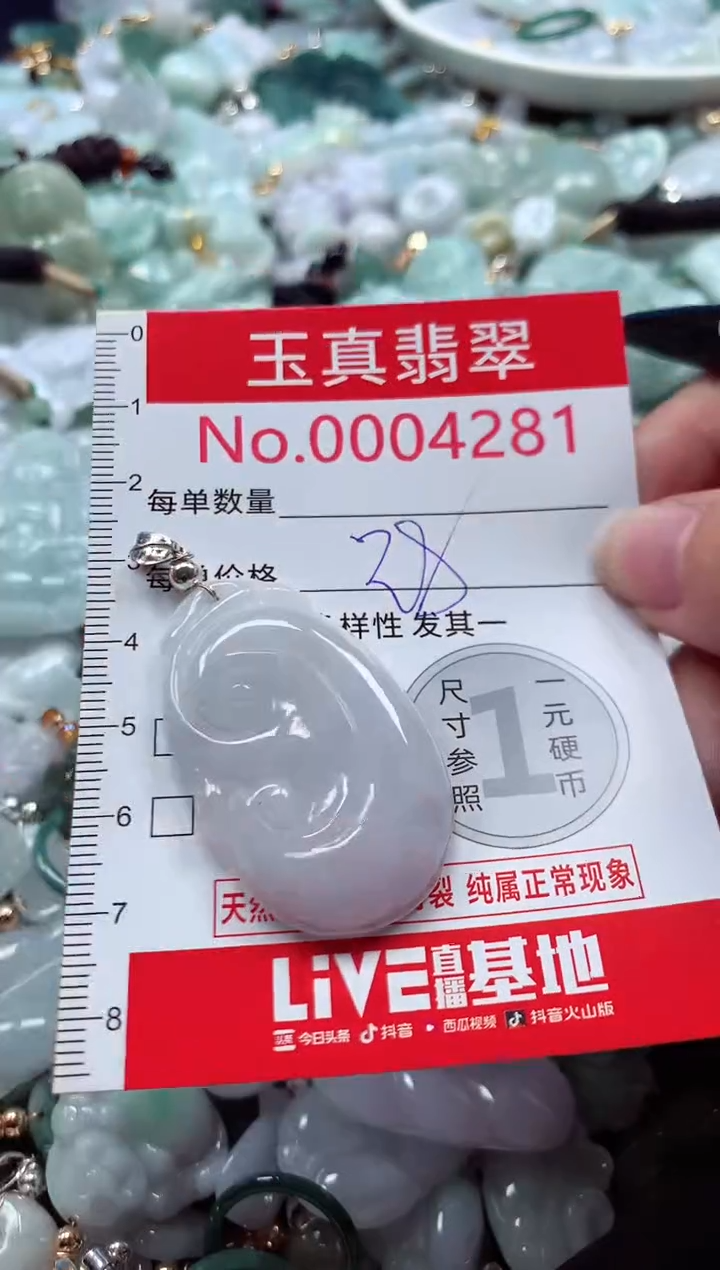 玉真翡翠
No.0004281
每单数量
每单价格 28
样性 发其一
尺寸参照
1
一元硬币
天然
裂 纯属正常现象
LiVE直播基地
头条 今日头条 抖音 • 西瓜视频 抖音火山版
0
1
2
3
4
5
6
7
8